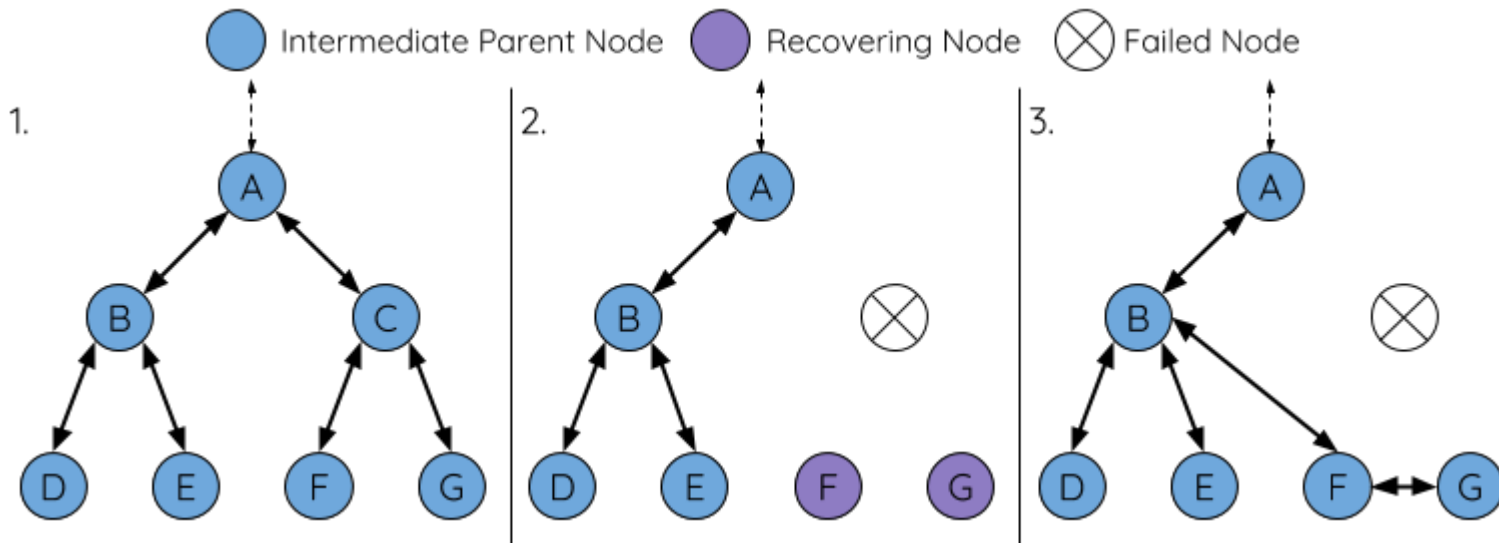 Intermediate Parent Node Recovering Node Failed Node
1. 2. 3.
A A A
B C B B
D E F G D E F G D E F G